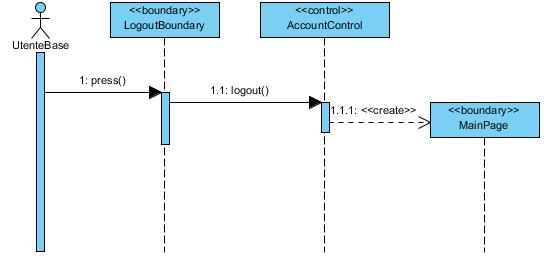 <<boundary>>
LogoutBoundary
<<control>>
AccountControl
UtenteBase
1: press()
1.1: logout()
1.1.1: <<create>>
<<boundary>>
MainPage